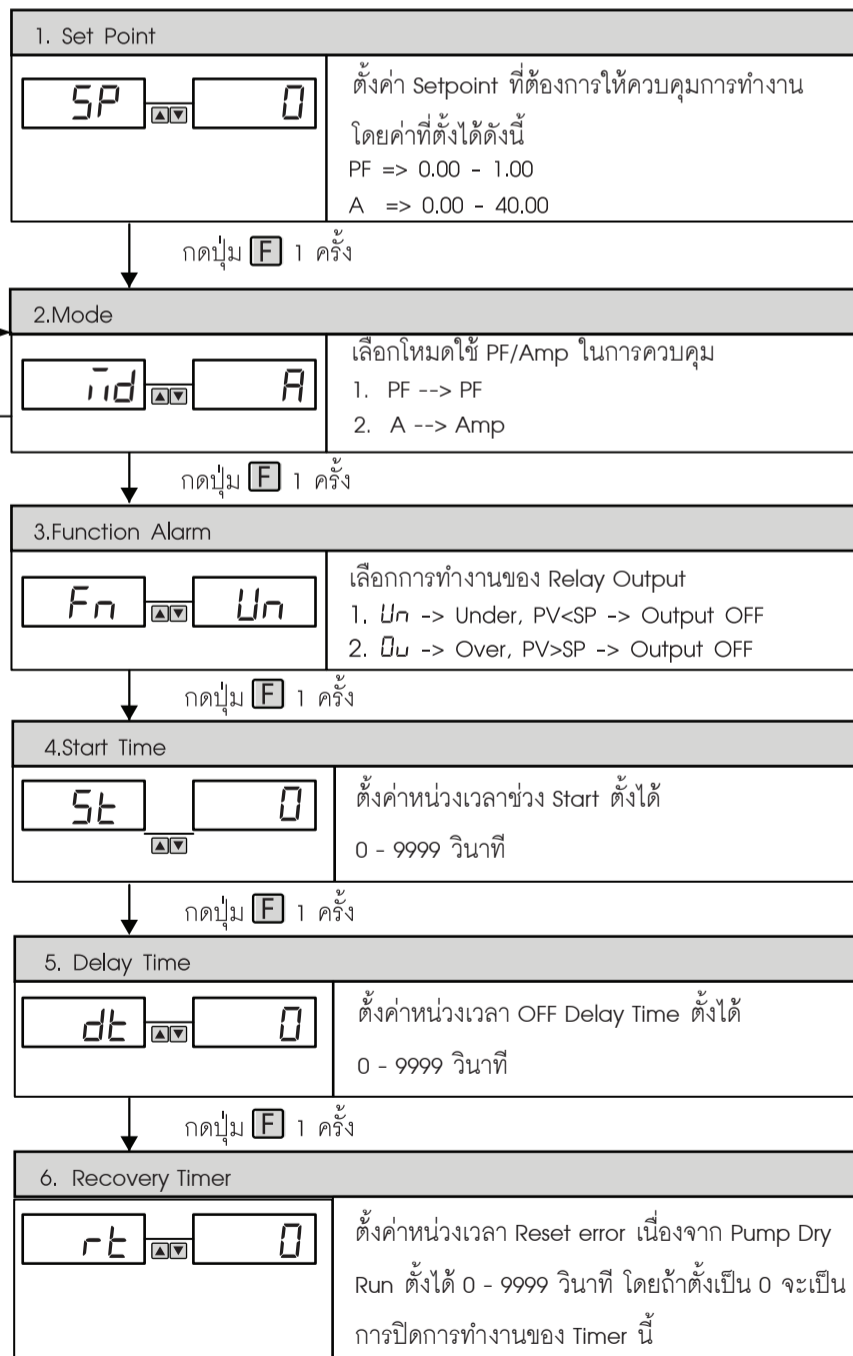 1. Set Point
SP 0
ตั้งค่า Setpoint ที่ต้องการให้ควบคุมการทำงาน
โดยค่าที่ตั้งได้ดังนี้
PF => 0.00 - 1.00
A => 0.00 - 40.00
กดปุ่ม F 1 ครั้ง
2.Mode
md A
เลือกโหมดใช้ PF/Amp ในการควบคุม
1. PF --> PF
2. A --> Amp
กดปุ่ม F 1 ครั้ง
3.Function Alarm
Fn Un
เลือกการทำงานของ Relay Output
1. Un -> Under, PV<SP -> Output OFF
2. Ou -> Over, PV>SP -> Output OFF
กดปุ่ม F 1 ครั้ง
4.Start Time
St 0
ตั้งค่าหน่วงเวลาช่วง Start ตั้งได้
0 - 9999 วินาที
กดปุ่ม F 1 ครั้ง
5. Delay Time
dt 0
ตั้งค่าหน่วงเวลา OFF Delay Time ตั้งได้
0 - 9999 วินาที
กดปุ่ม F 1 ครั้ง
6. Recovery Timer
rt 0
ตั้งค่าหน่วงเวลา Reset error เนื่องจาก Pump Dry
Run ตั้งได้ 0 - 9999 วินาที โดยถ้าตั้งเป็น 0 จะเป็น
การปิดการทำงานของ Timer นี้